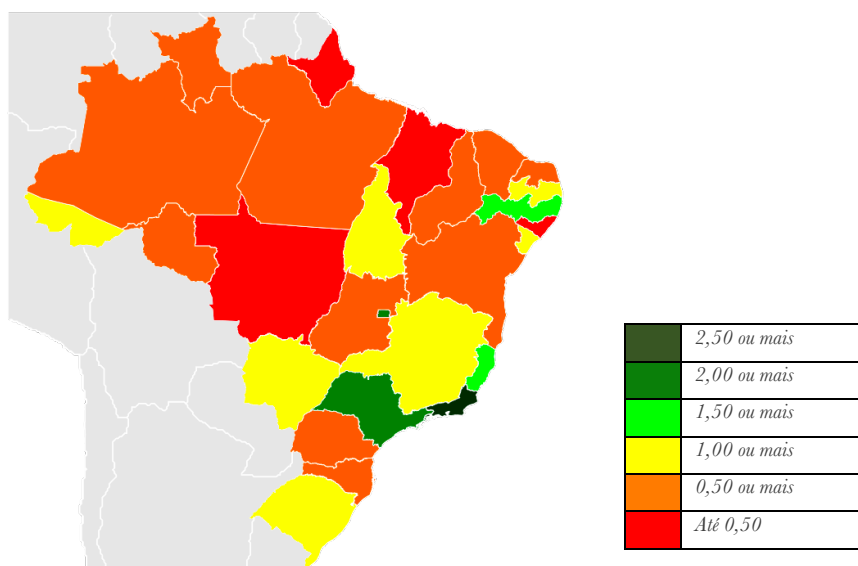 2,50 ou mais
2,00 ou mais
1,50 ou mais
1,00 ou mais
0,50 ou mais
Até 0,50